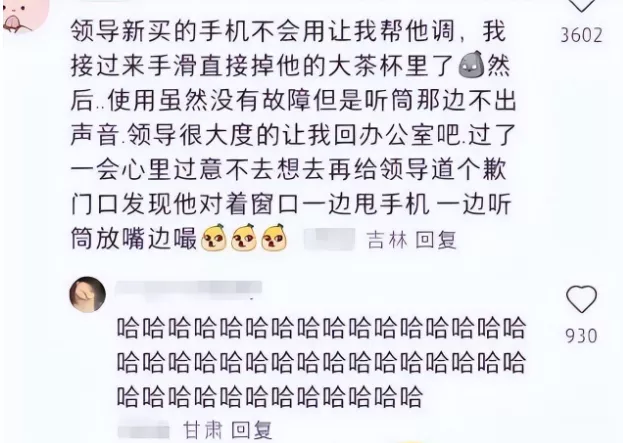 领导新买的手机不会用让我帮他调，我
3602
接过来手滑直接掉他的大茶杯里了然
后..使用虽然没有故障但是听筒那边不出
声音.领导很大度的让我回办公室吧.过了
一会心里过意不去想去再给领导道个歉
门口发现他对着窗口一边甩手机 一边听
筒放嘴边嘬
吉林 回复
哈哈哈哈哈哈哈哈哈哈哈哈哈哈哈哈
930
哈哈哈哈哈哈哈哈哈哈哈哈哈哈哈哈
哈哈哈哈哈哈哈哈哈哈哈哈
甘肃 回复